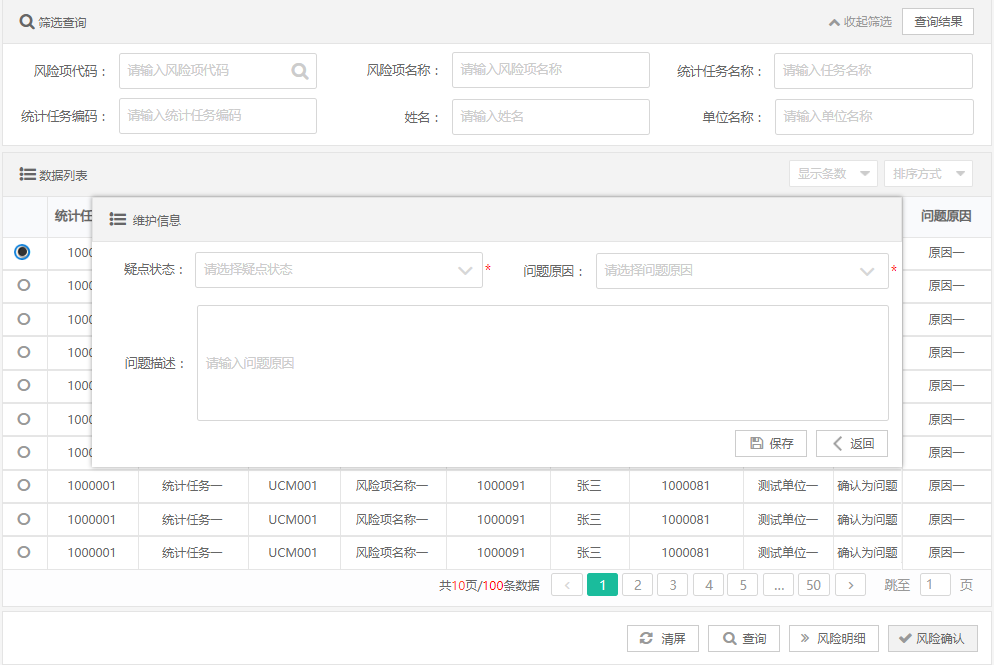 筛选查询 收起筛选 查询结果
风险项代码： 请输入风险项代码 风险项名称： 请输入风险项名称 统计任务名称： 请输入任务名称
统计任务编码： 请输入统计任务编码 姓名： 请输入姓名 单位名称： 请输入单位名称
数据列表 显示条数 排序方式
统计任 问题原因
维护信息
1000 原因一
疑点状态： 请选择疑点状态 * 问题原因： 请选择问题原因 *
1000 原因一
1000 原因一
1000 原因一
问题描述： 请输入问题原因
1000 原因一
1000 原因一
保存 返回
1000 原因一
1000001 统计任务一 UCM001 风险项名称一 1000091 张三 1000081 测试单位一 确认为问题 原因一
1000001 统计任务一 UCM001 风险项名称一 1000091 张三 1000081 测试单位一 确认为问题 原因一
1000001 统计任务一 UCM001 风险项名称一 1000091 张三 1000081 测试单位一 确认为问题 原因一
共10页/100条数据 < 1 2 3 4 5 ... 50 > 跳至 1 页
清屏 查询 风险明细 风险确认